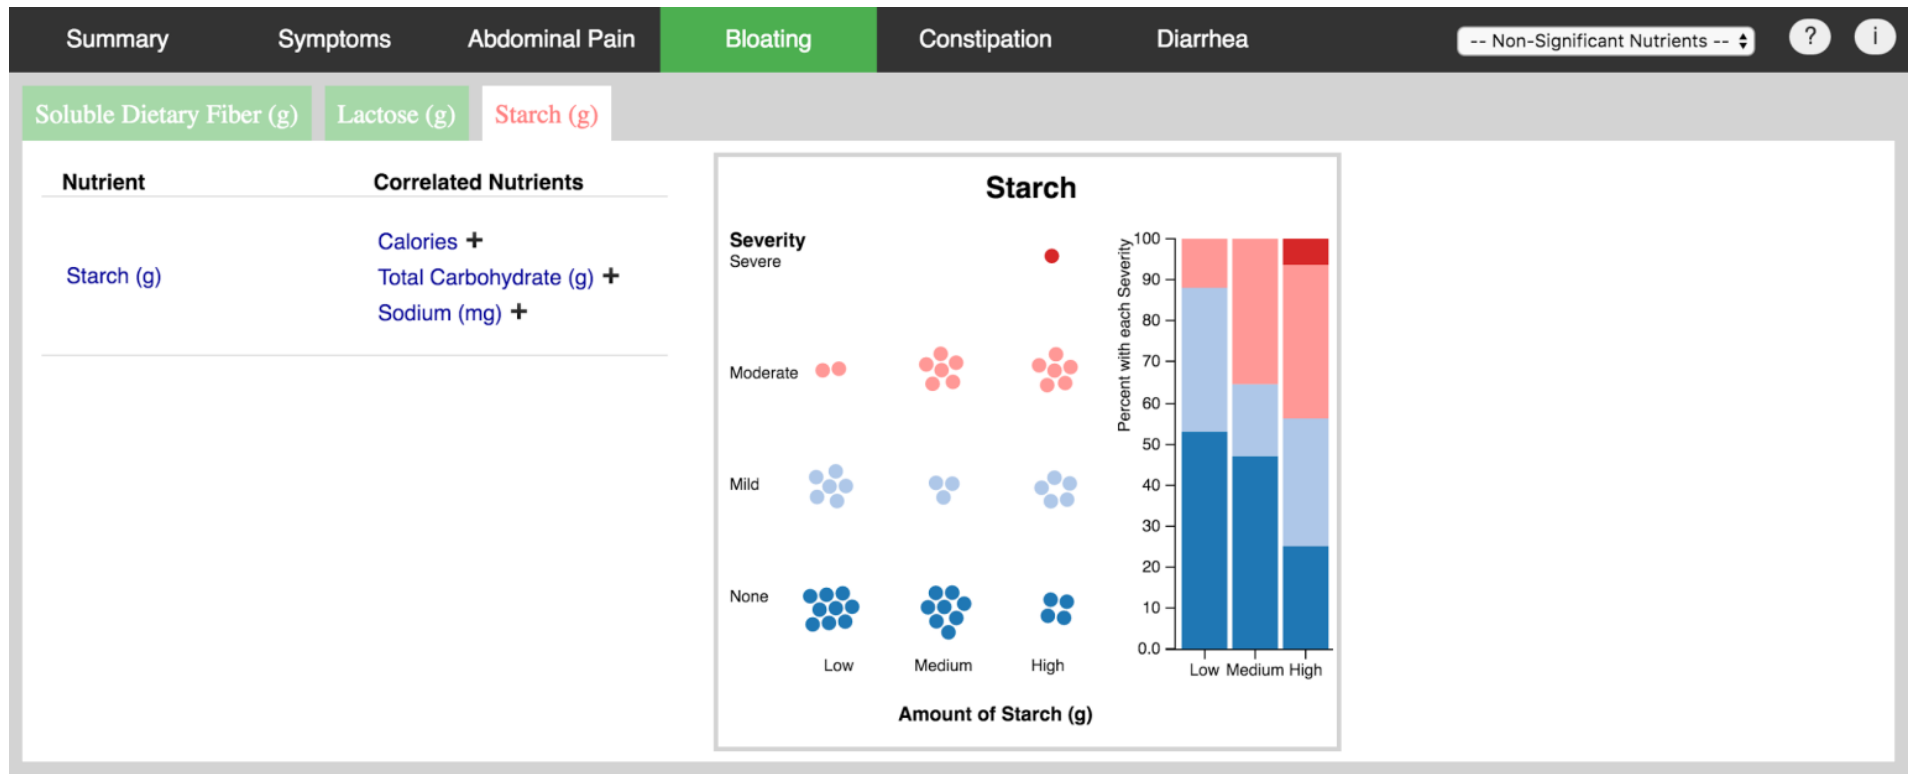 Summary Symptoms Abdominal Pain Bloating Constipation Diarrhea -- Non-Significant Nutrients -- ? i
Soluble Dietary Fiber (g) Lactose (g) Starch (g)
Nutrient Correlated Nutrients
Calories +
Starch (g) Total Carbohydrate (g) +
Sodium (mg) +
Starch
Severity
Severe
Moderate
Mild
None
Low Medium High
Amount of Starch (g)
Percent with each Severity
100
90
80
70
60
50
40
30
20
10
0.0
Low Medium High